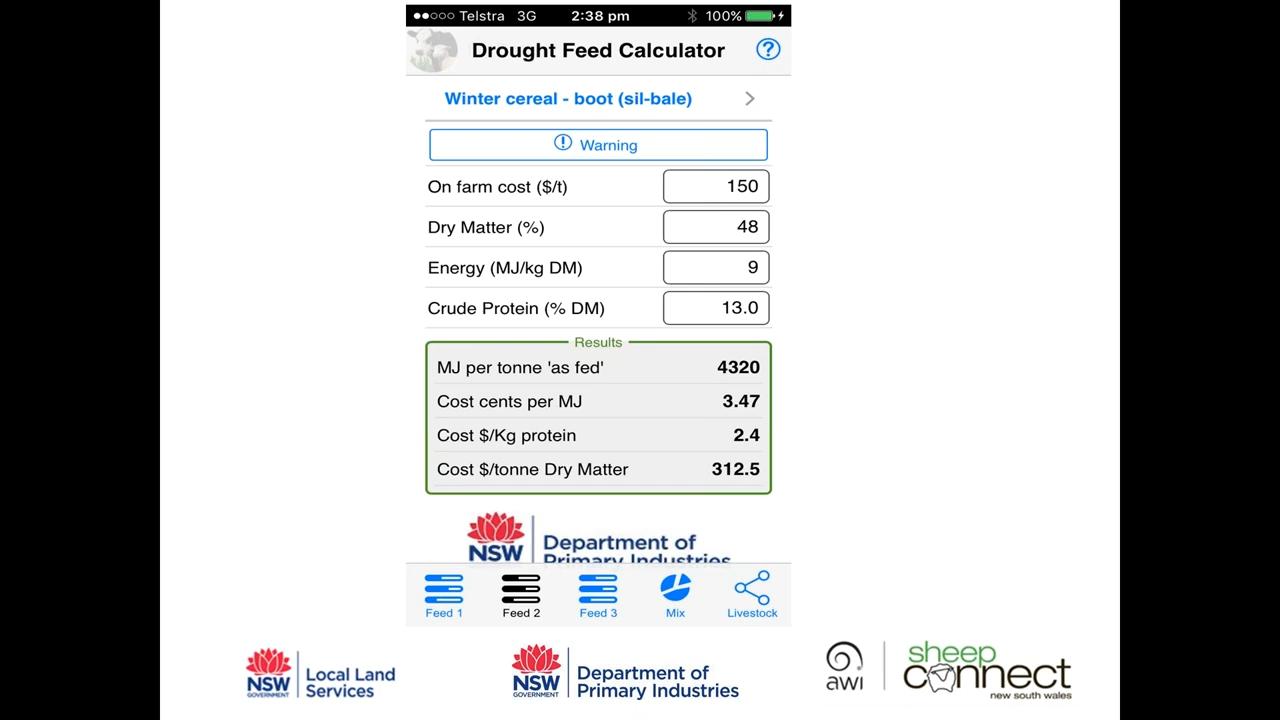 Telstra 3G 2:38 pm 100%
Drought Feed Calculator ?
Winter cereal - boot (sil-bale) >
! Warning
On farm cost ($/t) 150
Dry Matter (%) 48
Energy (MJ/kg DM) 9
Crude Protein (% DM) 13.0
Results
MJ per tonne 'as fed' 4320
Cost cents per MJ 3.47
Cost $/Kg protein 2.4
Cost $/tonne Dry Matter 312.5
NSW
Department of
Primary Industries
Feed 1 Feed 2 Feed 3 Mix Livestock
NSW
GOVERNMENT
Local Land
Services
NSW
GOVERNMENT
Department of
Primary Industries
awi
sheep
connect
new south wales